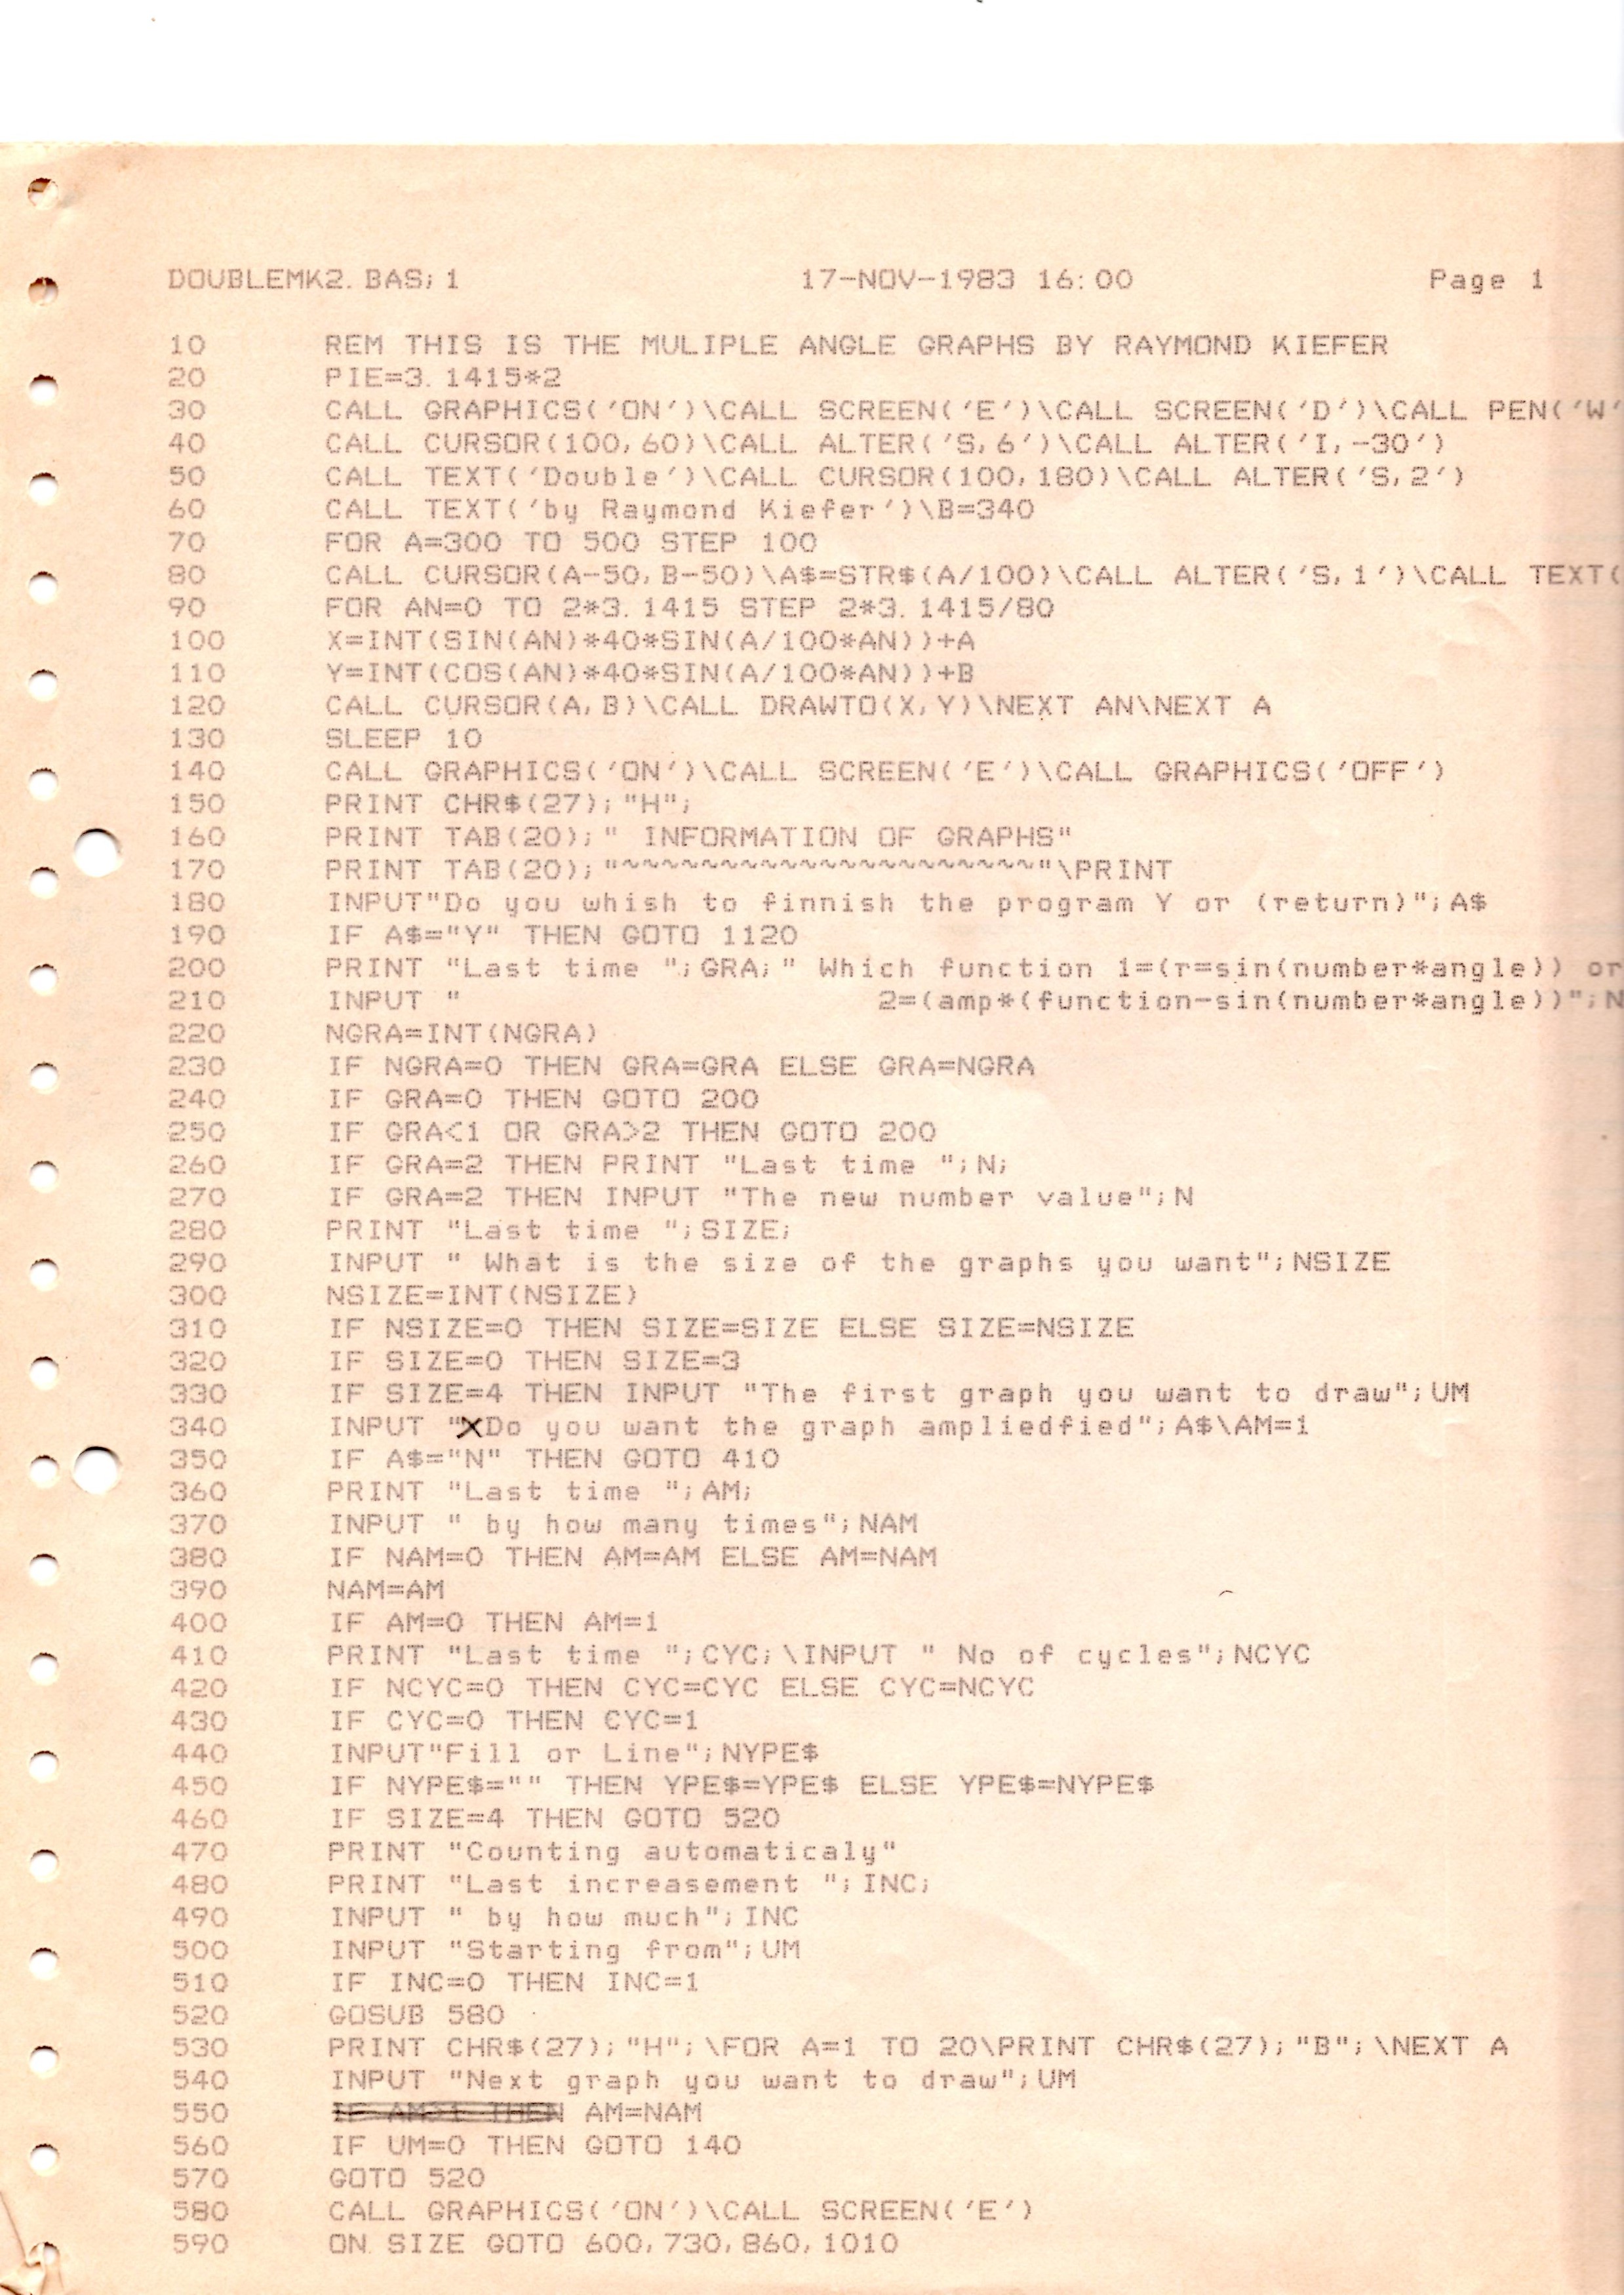 DOUBLEMK2.BAS;1 17-NOV-1983 16:00 Page 1
10 REM THIS IS THE MULIPLE ANGLE GRAPHS BY RAYMOND KIEFER
20 PIE=3.1415*2
30 CALL GRAPHICS('ON')\CALL SCREEN('E')\CALL SCREEN('D')\CALL PEN('W'
40 CALL CURSOR(100,60)\CALL ALTER('S,6')\CALL ALTER('I,-30')
50 CALL TEXT('Double')\CALL CURSOR(100,180)\CALL ALTER('S,2')
60 CALL TEXT('by Raymond Kiefer')\B=340
70 FOR A=300 TO 500 STEP 100
80 CALL CURSOR(A-50,B-50)\A$=STR$(A/100)\CALL ALTER('S,1')\CALL TEXT(
90 FOR AN=0 TO 2*3.1415 STEP 2*3.1415/80
100 X=INT(SIN(AN)*40*SIN(A/100*AN))+A
110 Y=INT(COS(AN)*40*SIN(A/100*AN))+B
120 CALL CURSOR(A,B)\CALL DRAWTO(X,Y)\NEXT AN\NEXT A
130 SLEEP 10
140 CALL GRAPHICS('ON')\CALL SCREEN('E')\CALL GRAPHICS('OFF')
150 PRINT CHR$(27);"H";
160 PRINT TAB(20);" INFORMATION OF GRAPHS"
170 PRINT TAB(20);"~~~~~~~~~~~~~~~~~~~~~~"\PRINT
180 INPUT"Do you whish to finnish the program Y or (return)";A$
190 IF A$="Y" THEN GOTO 1120
200 PRINT "Last time ";GRA;" Which function 1=(r=sin(number*angle)) or
210 INPUT " 2=(amp*(function-sin(number*angle))";N
220 NGRA=INT(NGRA)
230 IF NGRA=0 THEN GRA=GRA ELSE GRA=NGRA
240 IF GRA=0 THEN GOTO 200
250 IF GRA<1 OR GRA>2 THEN GOTO 200
260 IF GRA=2 THEN PRINT "Last time ";N;
270 IF GRA=2 THEN INPUT "The new number value";N
280 PRINT "Last time ";SIZE;
290 INPUT " What is the size of the graphs you want";NSIZE
300 NSIZE=INT(NSIZE)
310 IF NSIZE=0 THEN SIZE=SIZE ELSE SIZE=NSIZE
320 IF SIZE=0 THEN SIZE=3
330 IF SIZE=4 THEN INPUT "The first graph you want to draw";UM
340 INPUT "XDo you want the graph ampliedfied";A$\AM=1
350 IF A$="N" THEN GOTO 410
360 PRINT "Last time ";AM;
370 INPUT " by how many times";NAM
380 IF NAM=0 THEN AM=AM ELSE AM=NAM
390 NAM=AM
400 IF AM=0 THEN AM=1
410 PRINT "Last time ";CYC;\INPUT " No of cycles";NCYC
420 IF NCYC=0 THEN CYC=CYC ELSE CYC=NCYC
430 IF CYC=0 THEN CYC=1
440 INPUT"Fill or Line";NYPE$
450 IF NYPE$="" THEN YPE$=YPE$ ELSE YPE$=NYPE$
460 IF SIZE=4 THEN GOTO 520
470 PRINT "Counting automaticaly"
480 PRINT "Last increasement ";INC;
490 INPUT " by how much";INC
500 INPUT "Starting from";UM
510 IF INC=0 THEN INC=1
520 GOSUB 580
530 PRINT CHR$(27);"H";\FOR A=1 TO 20\PRINT CHR$(27);"B";\NEXT A
540 INPUT "Next graph you want to draw";UM
550 IF AM>1 THEN AM=NAM
560 IF UM=0 THEN GOTO 140
570 GOTO 520
580 CALL GRAPHICS('ON')\CALL SCREEN('E')
590 ON SIZE GOTO 600,730,860,1010